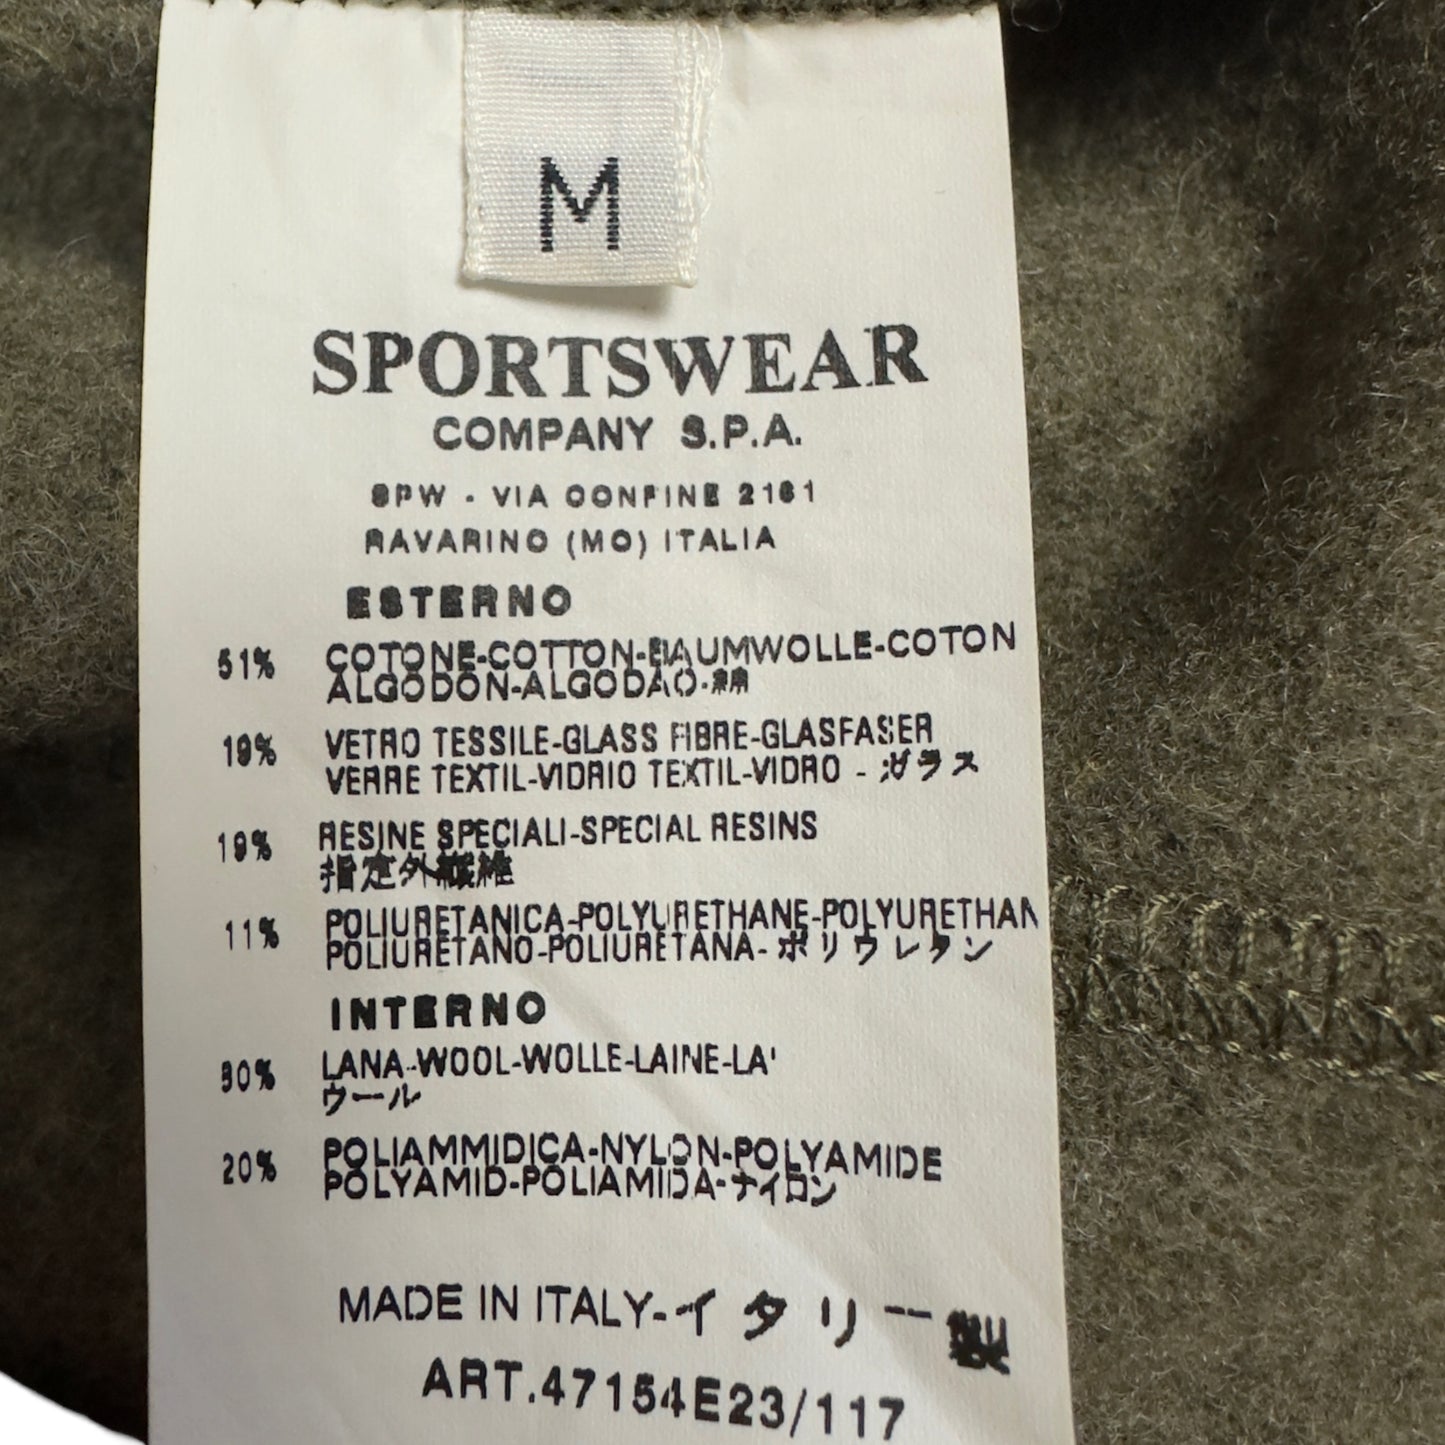 M
SPORTSWEAR
COMPANY S.P.A.
SPW - VIA CONFINE 2161
RAVARINO (MO) ITALIA
ESTERNO
51% COTONE-COTTON-BAUMWOLLE-COTON
ALGODON-ALGODÃO-綿
19% VETRO TESSILE-GLASS FIBRE-GLASFASER
VERRE TEXTIL-VIDRIO TEXTIL-VIDRO - ガラス
19% RESINE SPECIALI-SPECIAL RESINS
指定外繊維
11% POLIURETANICA-POLYURETHANE-POLYURETHAN
POLIURETANO-POLIURETANA-ポリウレタン
INTERNO
80% LANA-WOOL-WOLLE-LAINE-LA'
ウール
20% POLIAMMIDICA-NYLON-POLYAMIDE
POLYAMID-POLIAMIDA-ナイロン
MADE IN ITALY-イタリー製
ART.47154E23/117